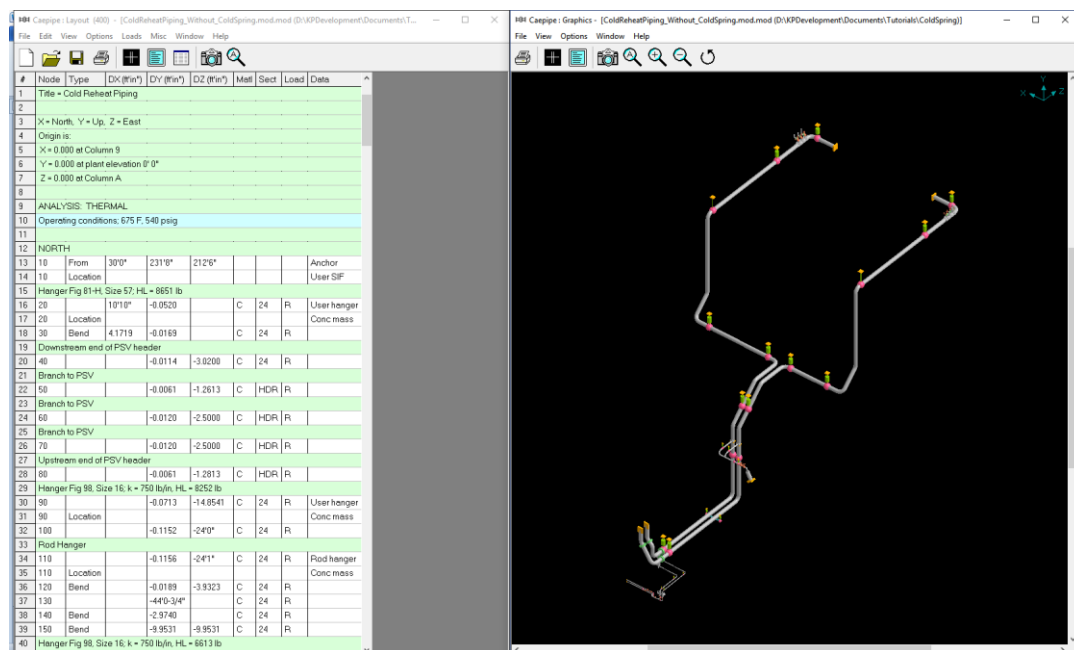 Caepipe : Layout (400) - [ColdReheatPiping_Without_ColdSpring.mod.mod (D:\KPDevelopment\Documents\T...
File Edit View Options Loads Misc Window Help
# Node Type DX (ft'in") DY (ft'in") DZ (ft'in") Matl Sect Load Data
1 Title = Cold Reheat Piping
2
3 X = North, Y = Up, Z = East
4 Origin is:
5 X = 0.000 at Column 9
6 Y = 0.000 at plant elevation 0' 0"
7 Z = 0.000 at Column A
8
9 ANALYSIS: THERMAL
10 Operating conditions; 675 F, 540 psig
11
12 NORTH
13 10 From 30'0" 231'8" 212'6" Anchor
14 10 Location User SIF
15 Hanger Fig 81-H, Size 57; HL = 8651 lb
16 20 10'10" -0.0520 C 24 R User hanger
17 20 Location Conc mass
18 30 Bend 4.1719 -0.0169 C 24 R
19 Downstream end of PSV header
20 40 -0.0114 -3.0200 C 24 R
21 Branch to PSV
22 50 -0.0061 -1.2613 C HDR R
23 Branch to PSV
24 60 -0.0120 -2.5000 C HDR R
25 Branch to PSV
26 70 -0.0120 -2.5000 C HDR R
27 Upstream end of PSV header
28 80 -0.0061 -1.2813 C HDR R
29 Hanger Fig 98, Size 16; k = 750 lb/in, HL = 8252 lb
30 90 -0.0713 -14.8541 C 24 R User hanger
31 90 Location Conc mass
32 100 -0.1152 -24'0" C 24 R
33 Rod Hanger
34 110 -0.1156 -24'1" C 24 R Rod hanger
35 110 Location Conc mass
36 120 Bend -0.0189 -3.9323 C 24 R
37 130 -44'0-3/4" C 24 R
38 140 Bend -2.9740 C 24 R
39 150 Bend -9.9531 -9.9531 C 24 R
40 Hanger Fig 98, Size 16; k = 750 lb/in, HL = 6613 lb
Caepipe : Graphics - [ColdReheatPiping_Without_ColdSpring.mod.mod (D:\KPDevelopment\Documents\Tutorials\ColdSpring)]
File View Options Window Help
Y
X Z